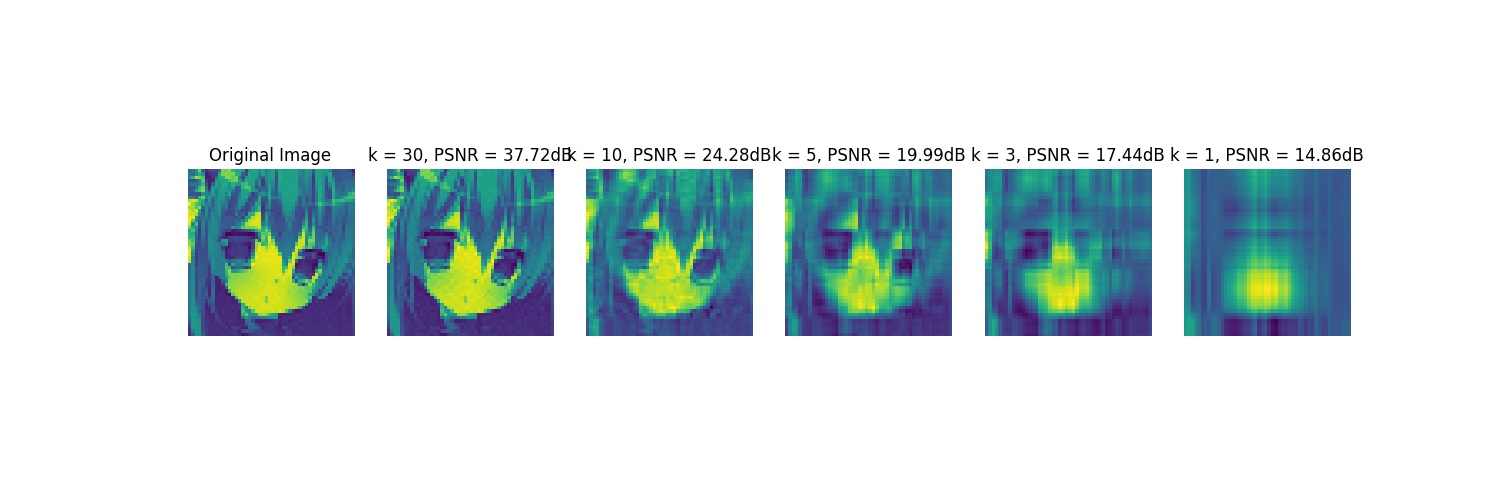 Original Image
k = 30, PSNR = 37.72dB
k = 10, PSNR = 24.28dB
k = 5, PSNR = 19.99dB
k = 3, PSNR = 17.44dB
k = 1, PSNR = 14.86dB